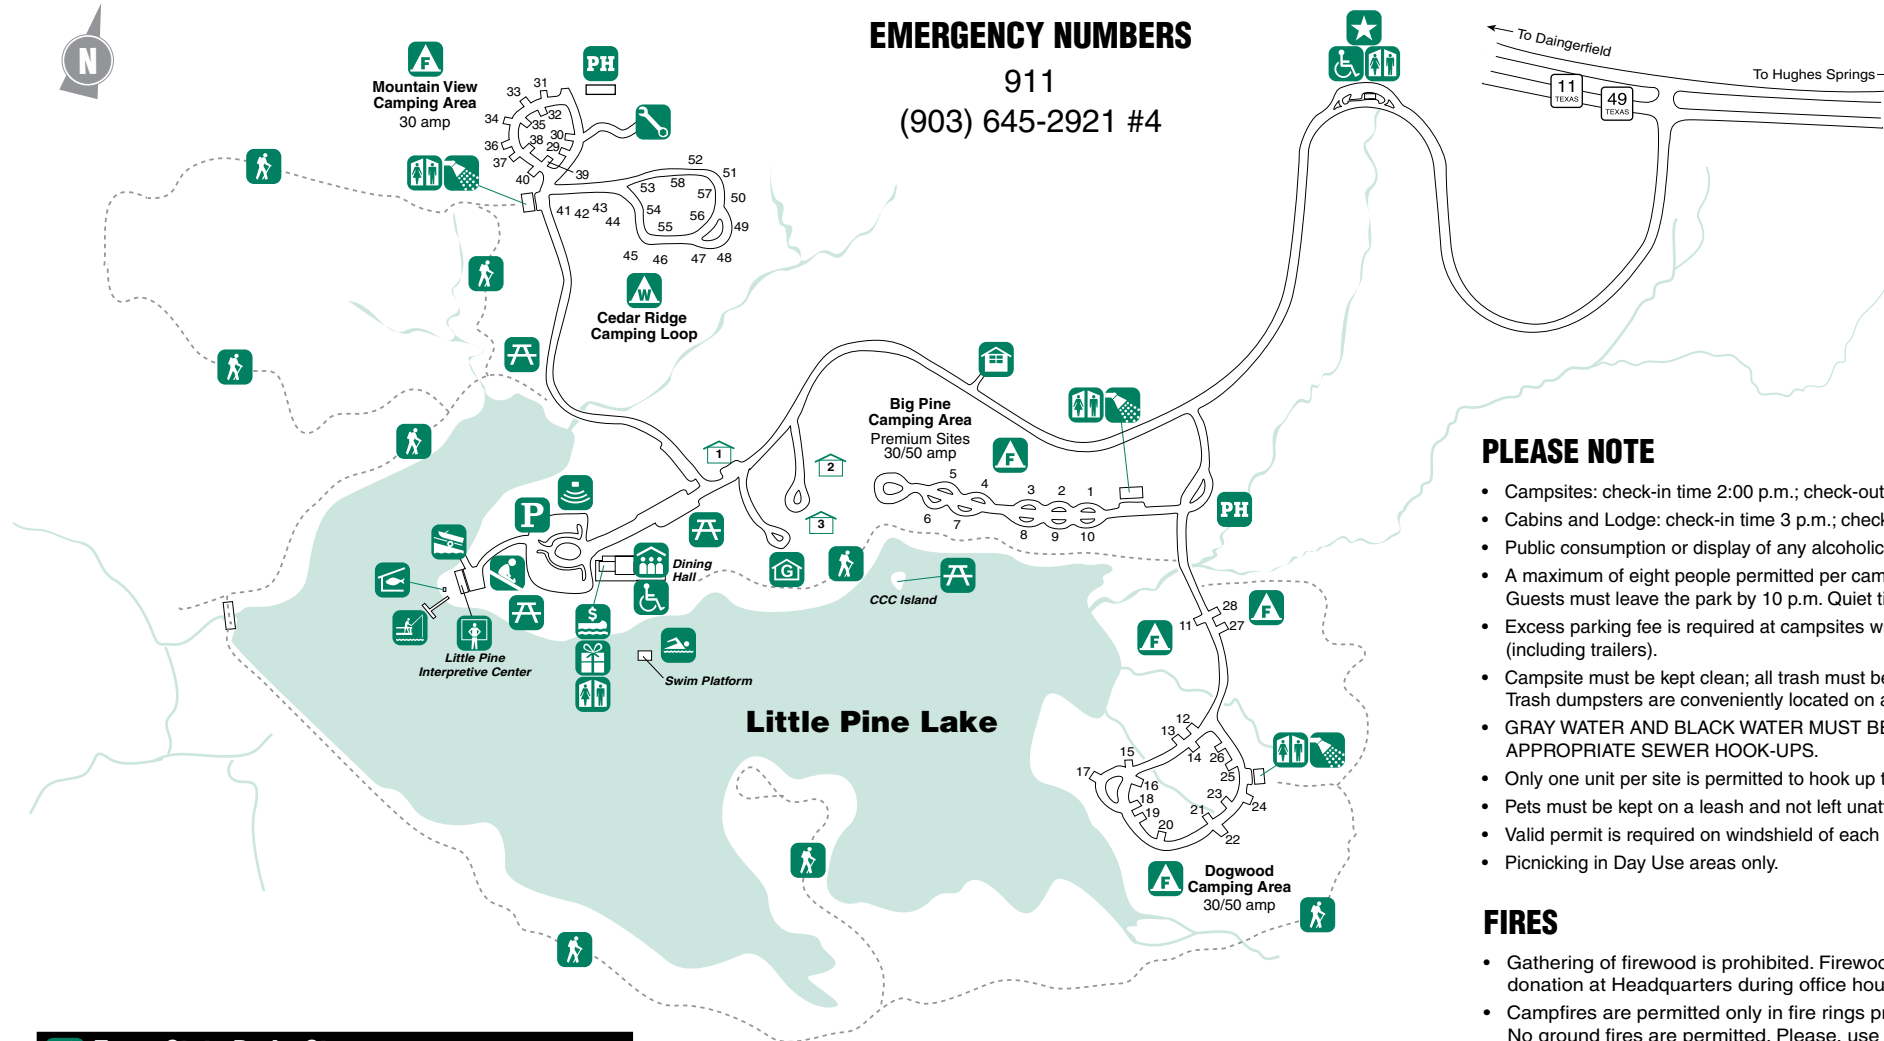 N
EMERGENCY NUMBERS
911
(903) 645-2921 #4
To Daingerfield
To Hughes Springs
11
TEXAS
49
TEXAS
F
Mountain View
Camping Area
30 amp
PH
31
33
32
34
35
30
36
38
29
37
39
40
52
51
53
58
57
50
41
42
43
44
54
56
55
49
45
46
47
48
W
Cedar Ridge
Camping Loop
Big Pine
Camping Area
Premium Sites
30/50 amp
F
5
4
3
2
1
6
7
8
9
10
PH
1
2
3
P
G
Dining
Hall
CCC Island
$
Little Pine
Interpretive Center
Swim Platform
Little Pine Lake
28
11
27
F
F
12
13
14
26
15
17
16
25
18
23
24
19
21
20
22
F
Dogwood
Camping Area
30/50 amp
PLEASE NOTE
• Campsites: check-in time 2:00 p.m.; check-out
• Cabins and Lodge: check-in time 3 p.m.;
• Public consumption or display of any alcoholic
• A maximum of eight people permitted per
Guests must leave the park by 10 p.m. Quiet
• Excess parking fee is required at campsites
(including trailers).
• Campsite must be kept clean; all trash must
Trash dumpsters are conveniently located on
• GRAY WATER AND BLACK WATER MUST
APPROPRIATE SEWER HOOK-UPS.
• Only one unit per site is permitted to hook up
• Pets must be kept on a leash and not left
• Valid permit is required on windshield of each
• Picnicking in Day Use areas only.
FIRES
• Gathering of firewood is prohibited.
donation at Headquarters during office
• Campfires are permitted only in fire rings
No ground fires are permitted. Please, use